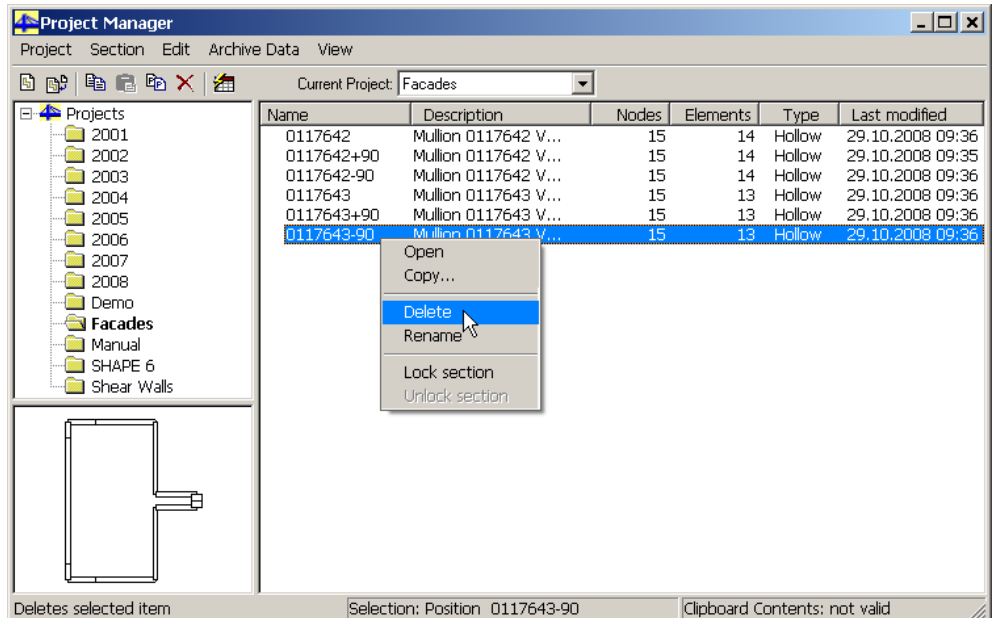 Project Manager
Project Section Edit Archive Data View
Current Project: Facades
Projects
2001
2002
2003
2004
2005
2006
2007
2008
Demo
Facades
Manual
SHAPE 6
Shear Walls
Name Description Nodes Elements Type Last modified
0117642 Mullion 0117642 V... 15 14 Hollow 29.10.2008 09:36
0117642+90 Mullion 0117642 V... 15 14 Hollow 29.10.2008 09:35
0117642-90 Mullion 0117642 V... 15 14 Hollow 29.10.2008 09:36
0117643 Mullion 0117643 V... 15 13 Hollow 29.10.2008 09:36
0117643+90 Mullion 0117643 V... 15 13 Hollow 29.10.2008 09:36
0117643-90 Mullion 0117643 V... 15 13 Hollow 29.10.2008 09:36
Open
Copy...
Delete
Rename
Lock section
Unlock section
Deletes selected item Selection: Position 0117643-90 Clipboard Contents: not valid